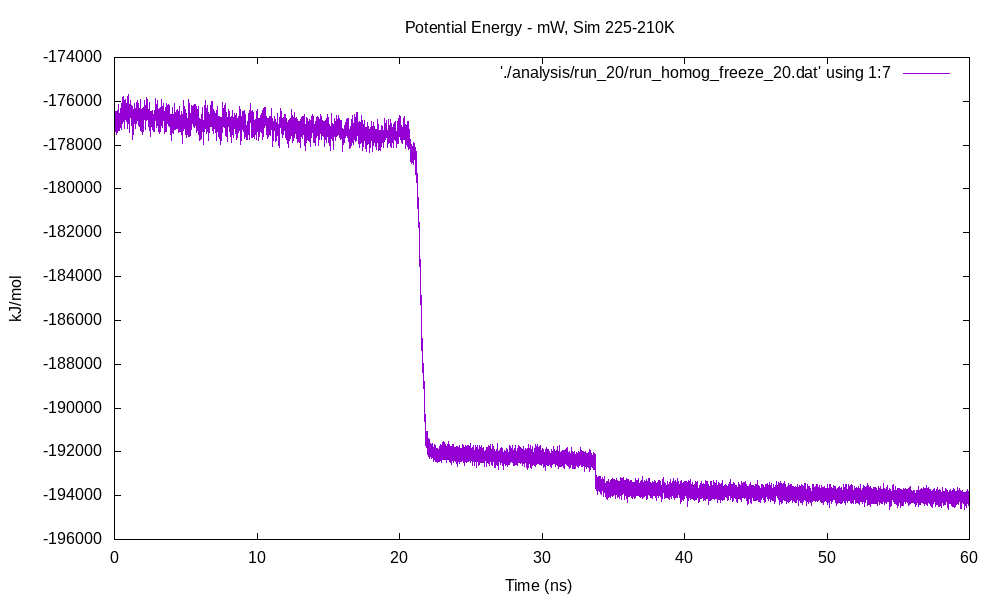 Potential Energy - mW, Sim 225-210K
'./analysis/run_20/run_homog_freeze_20.dat' using 1:7
-174000
-176000
-178000
-180000
-182000
-184000
-186000
-188000
-190000
-192000
-194000
-196000
kJ/mol
0 10 20 30 40 50 60
Time (ns)